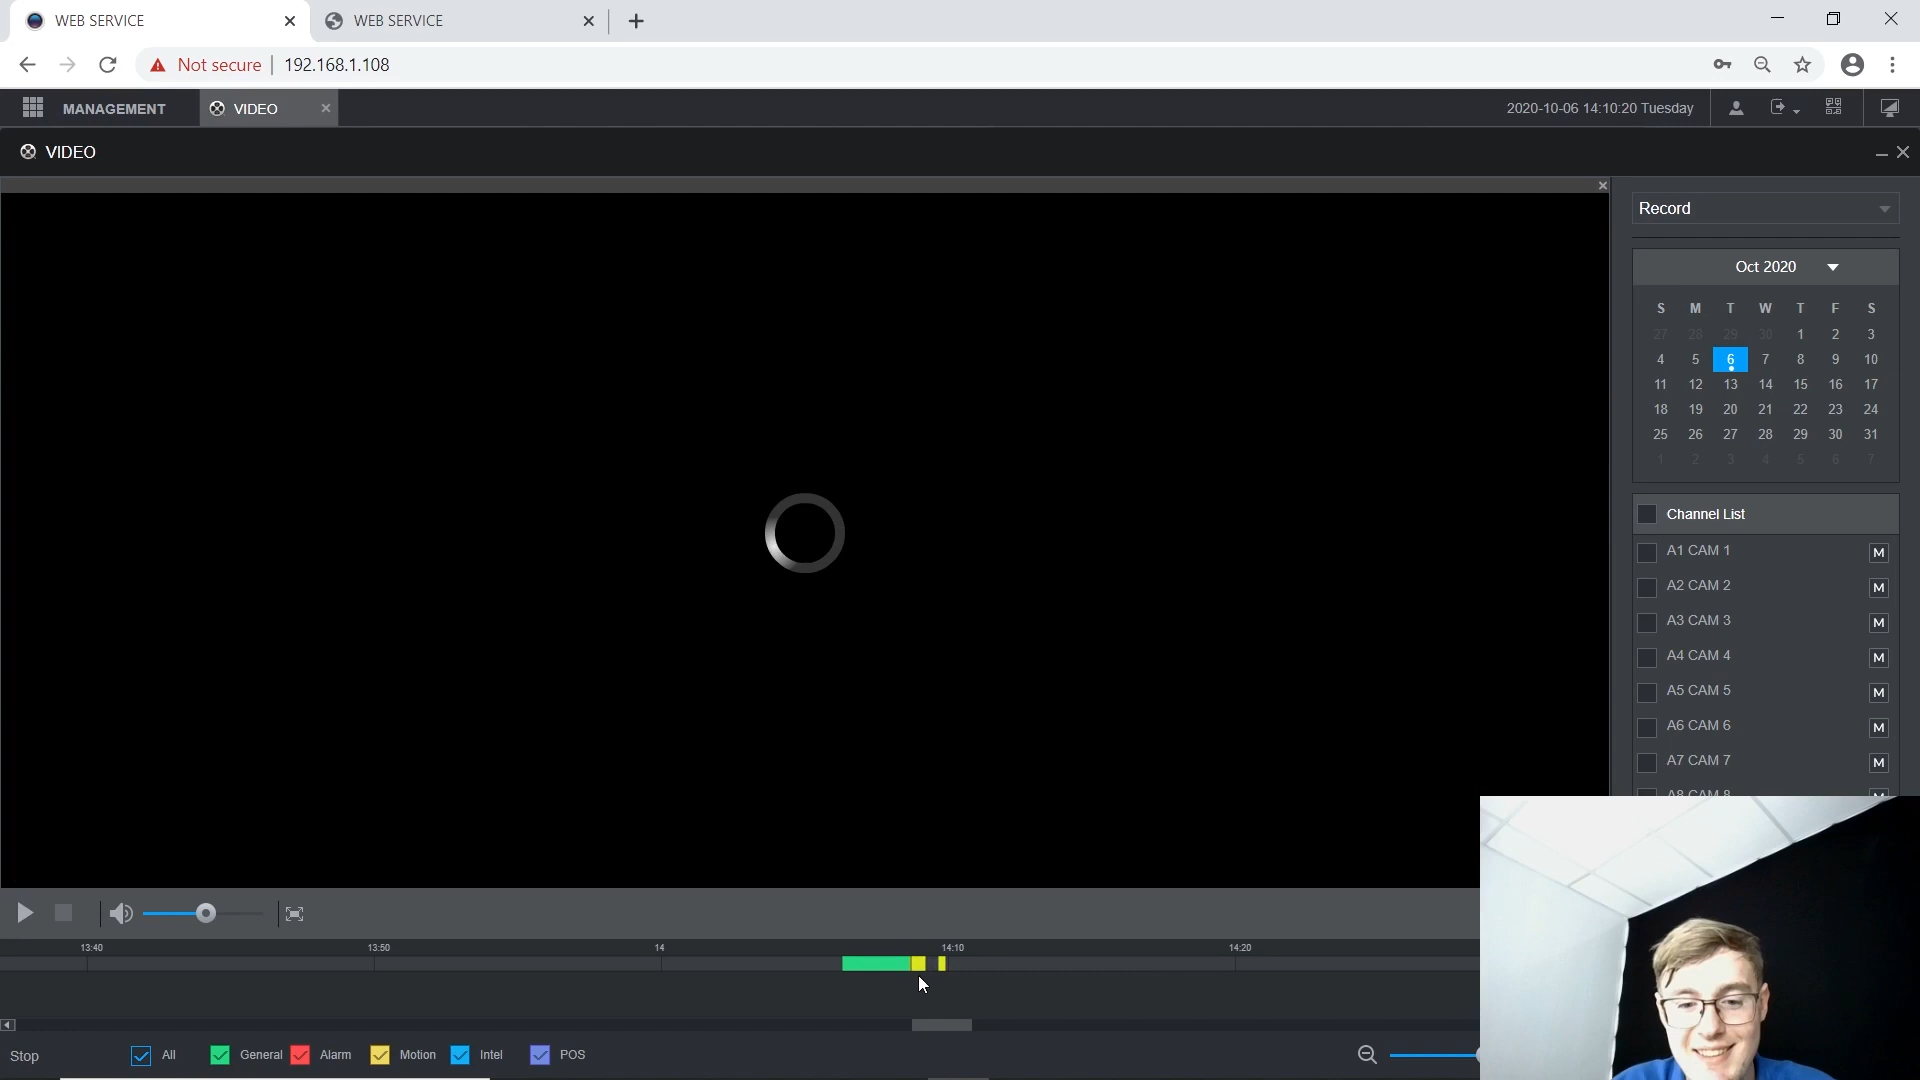 WEB SERVICE
WEB SERVICE
Not secure
192.168.1.108
MANAGEMENT
VIDEO
2020-10-06 14:10:20 Tuesday
VIDEO
Record
Oct 2020
S M T W T F S
27 28 29 30 1 2 3
4 5 6 7 8 9 10
11 12 13 14 15 16 17
18 19 20 21 22 23 24
25 26 27 28 29 30 31
1 2 3 4 5 6 7
Channel List
A1 CAM 1 M
A2 CAM 2 M
A3 CAM 3 M
A4 CAM 4 M
A5 CAM 5 M
A6 CAM 6 M
A7 CAM 7 M
A8 CAM 8 M
13:40 13:50 14 14:10 14:20
Stop
All General Alarm Motion Intel POS